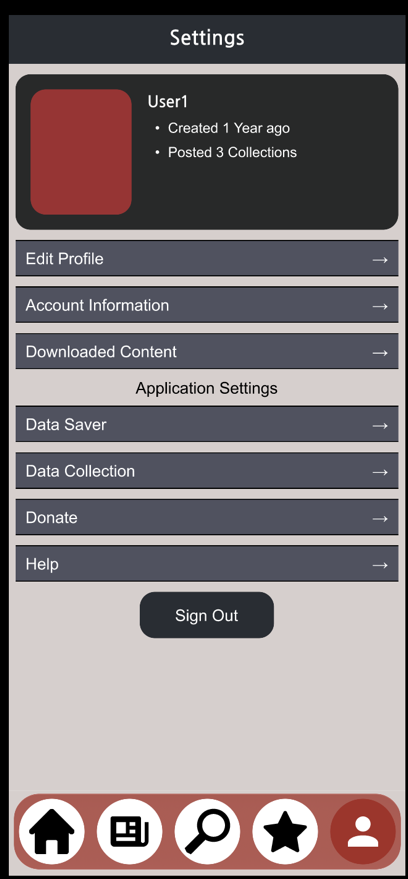 Settings
User1
• Created 1 Year ago
• Posted 3 Collections
Edit Profile →
Account Information →
Downloaded Content →
Application Settings
Data Saver →
Data Collection →
Donate →
Help →
Sign Out